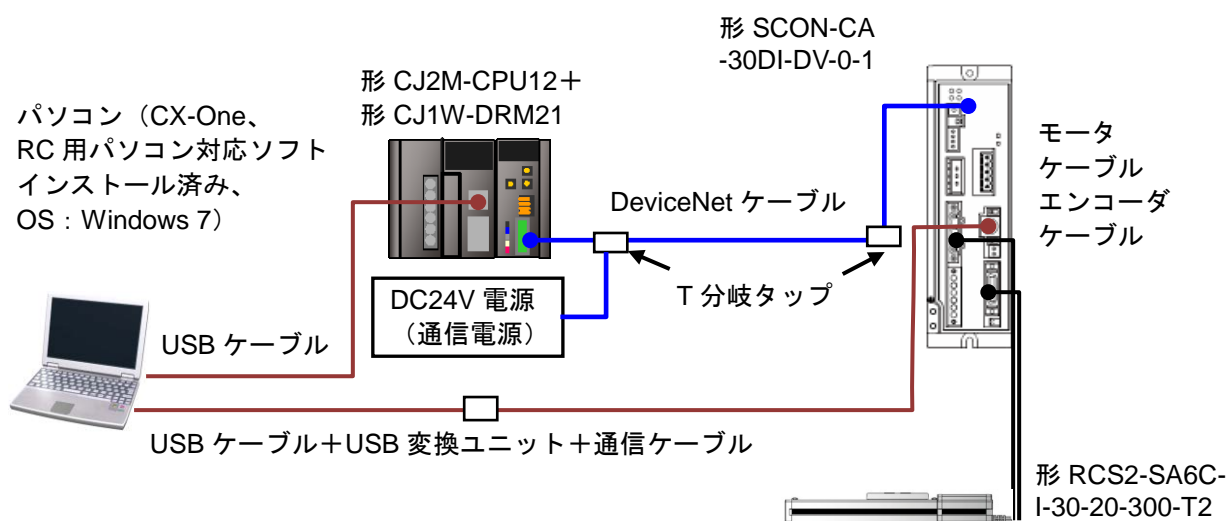 形 SCON-CA
-30DI-DV-0-1
形 CJ2M-CPU12＋
形 CJ1W-DRM21
パソコン（CX-One、
RC 用パソコン対応ソフト
インストール済み、
OS：Windows 7）
モータ
ケーブル
エンコーダ
ケーブル
DeviceNet ケーブル
T 分岐タップ
DC24V 電源
（通信電源）
USB ケーブル
USB ケーブル＋USB 変換ユニット＋通信ケーブル
形 RCS2-SA6C-
I-30-20-300-T2